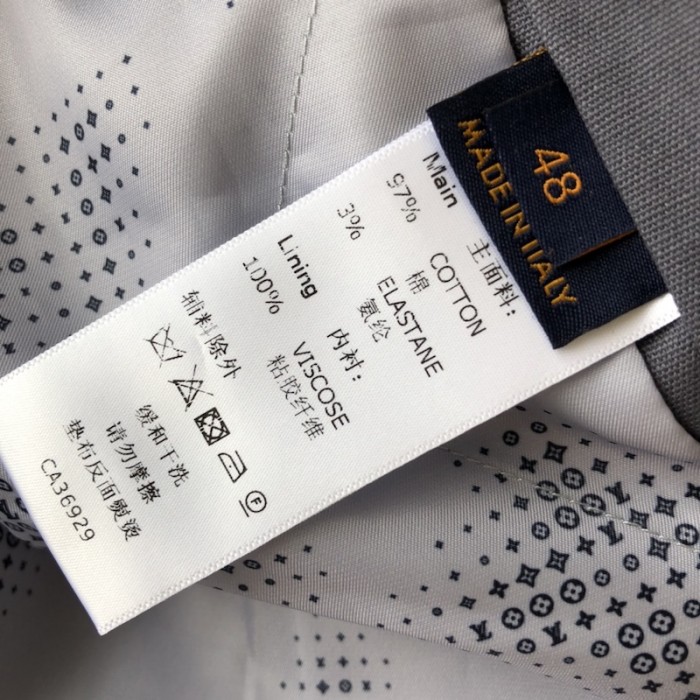 48
MADE IN ITALY
Main 主面料:
97% COTTON
棉
3% ELASTANE
氨纶
Lining 内衬:
100% VISCOSE
粘胶纤维
辅料除外
F
缓和干洗
请勿摩擦
垫布反面熨烫
CA36929